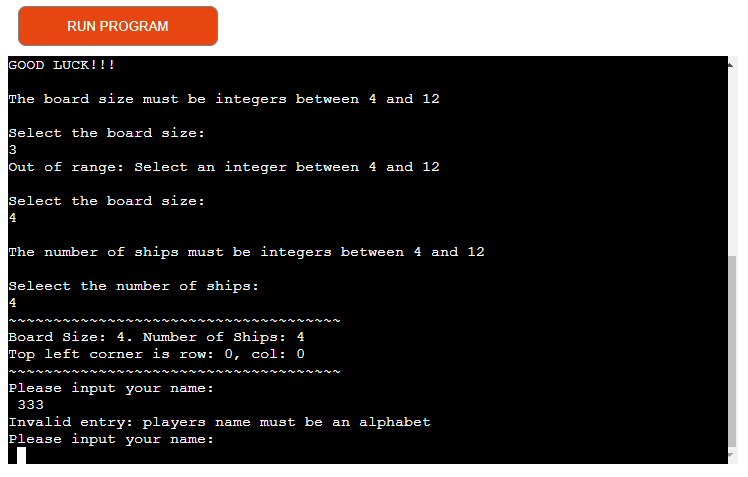 RUN PROGRAM
GOOD LUCK!!!
The board size must be integers between 4 and 12
Select the board size:
3
Out of range: Select an integer between 4 and 12
Select the board size:
4
The number of ships must be integers between 4 and 12
Seleect the number of ships:
4
~~~~~~~~~~~~~~~~~~~~~~~~~~~~~~~~~~~~~
Board Size: 4. Number of Ships: 4
Top left corner is row: 0, col: 0
~~~~~~~~~~~~~~~~~~~~~~~~~~~~~~~~~~~~~
Please input your name:
333
Invalid entry: players name must be an alphabet
Please input your name: